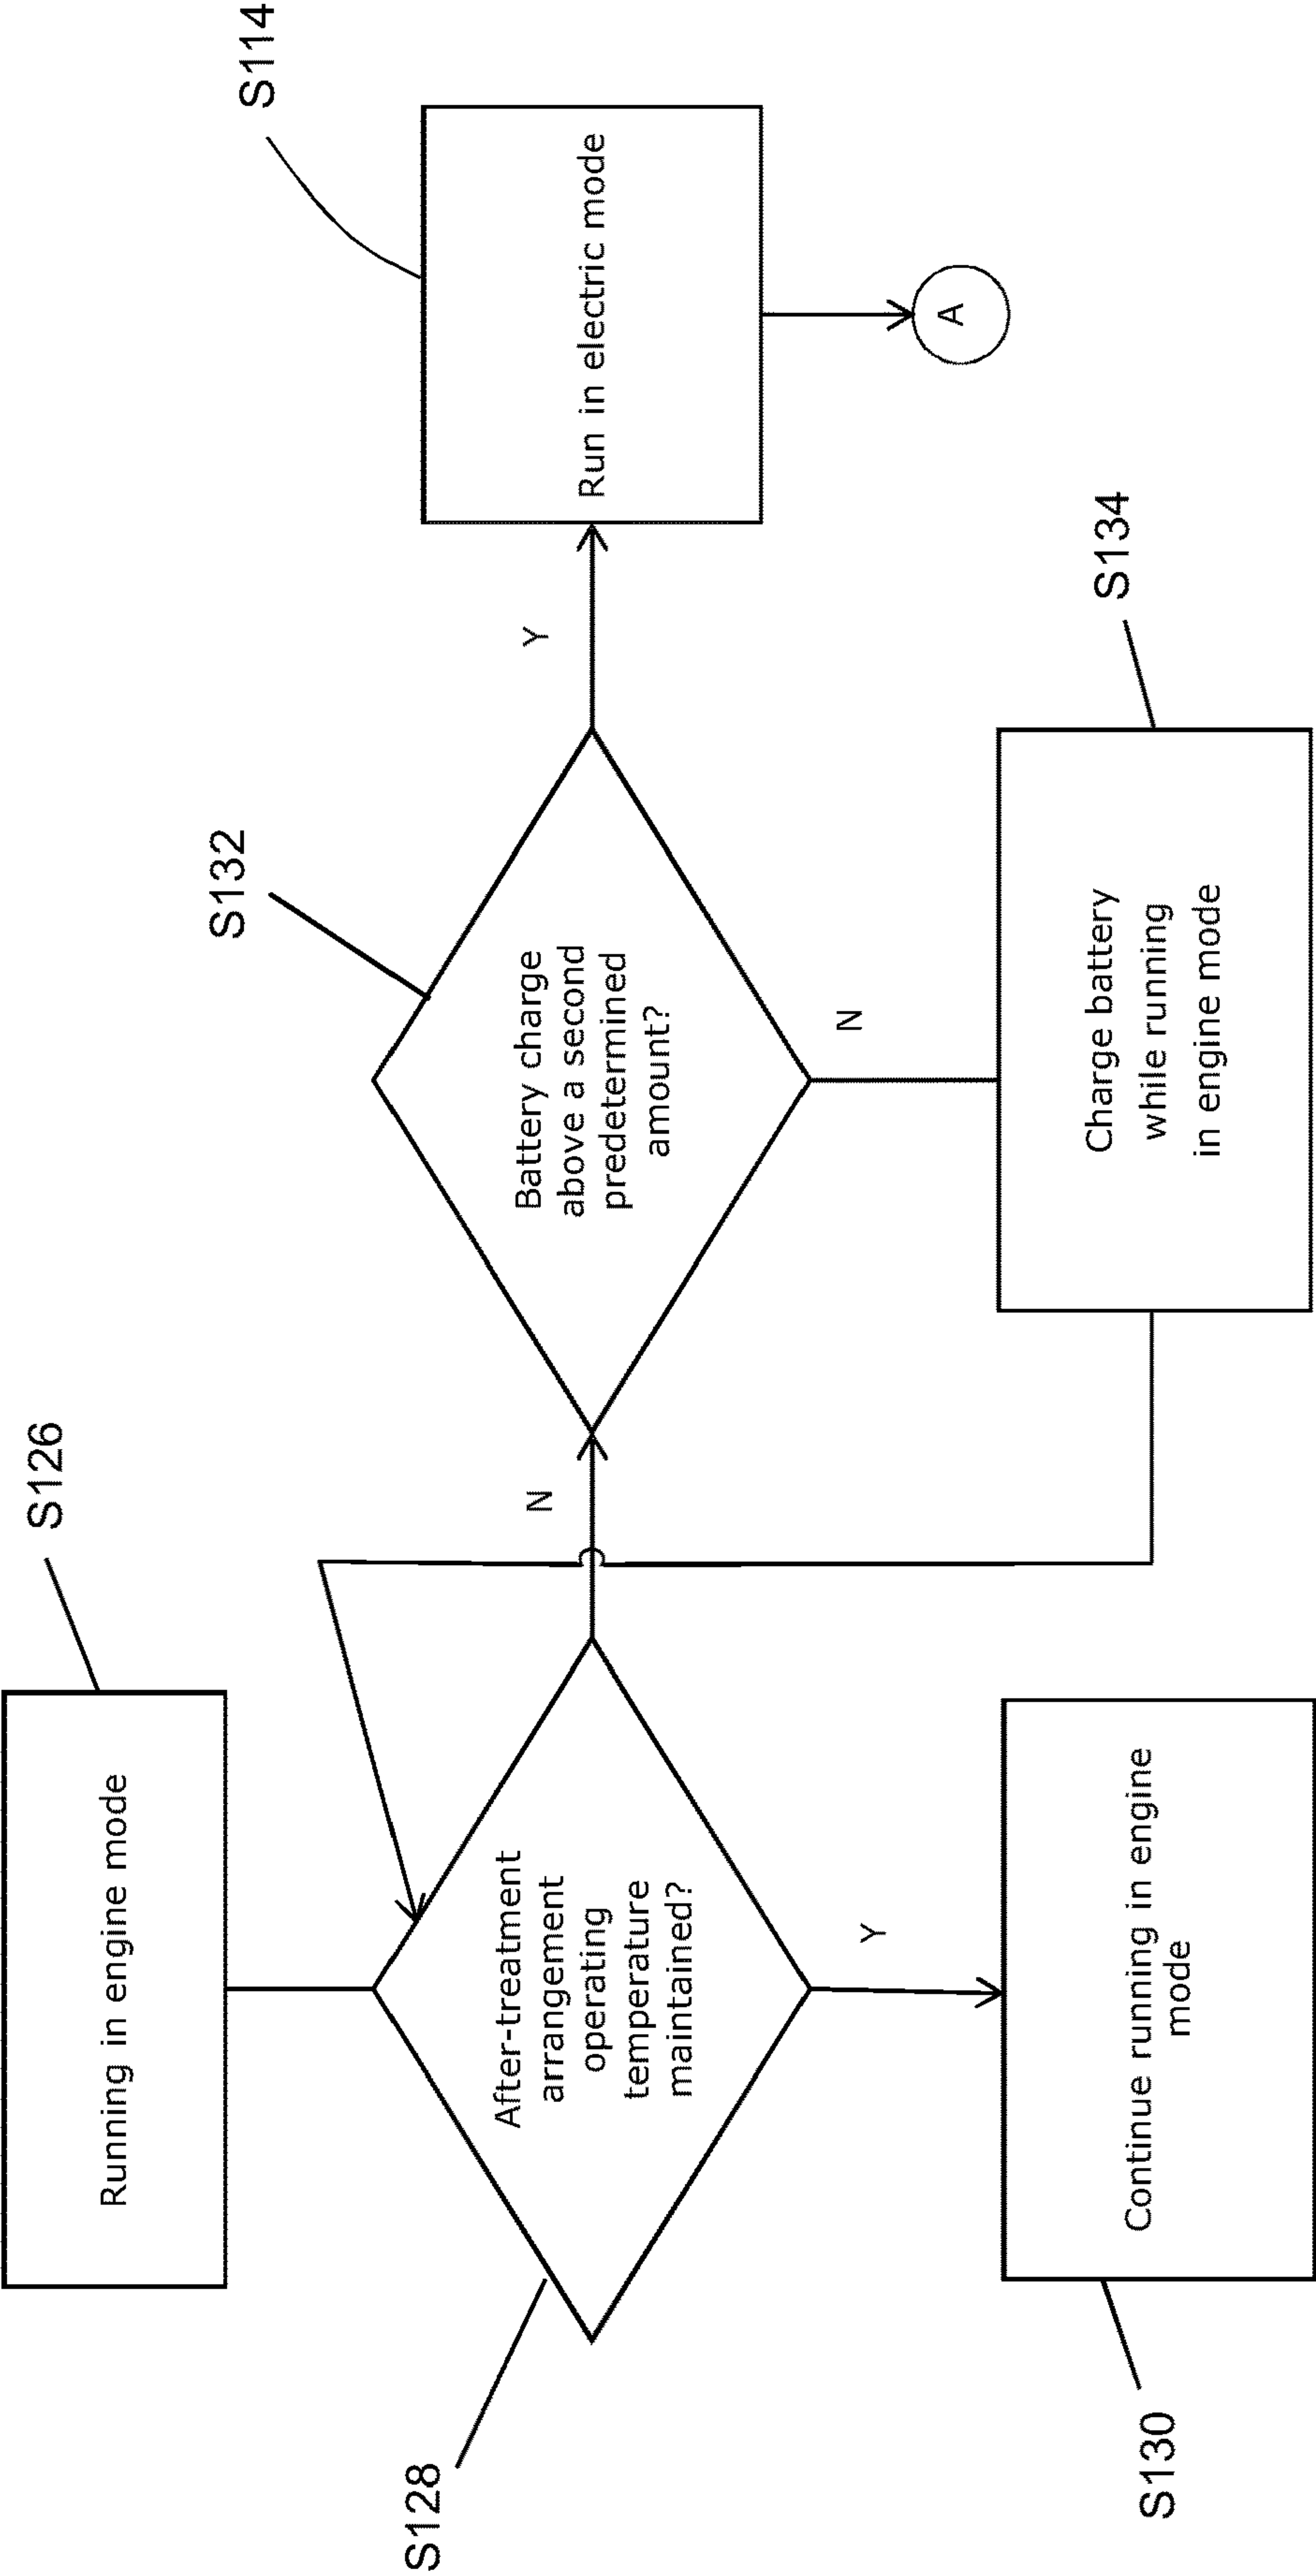 S126
Running in engine mode
S128
After-treatment
arrangement
operating
temperature
maintained?
N
Y
S130
Continue running in engine
mode
S132
Battery charge
above a second
predetermined
amount?
Y
N
S134
Charge battery
while running
in engine mode
S114
Run in electric mode
A